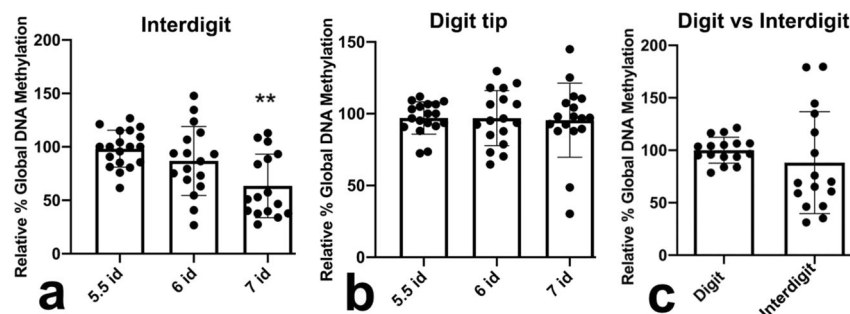 Interdigit
Relative % Global DNA Methylation
200
150
100
50
0
**
5.5 id
6 id
7 id
a
Digit tip
Relative % Global DNA Methylation
150
100
50
0
5.5 id
6 id
7 id
b
Digit vs Interdigit
Relative % Global DNA Methylation
200
150
100
50
0
Digit
Interdigit
c